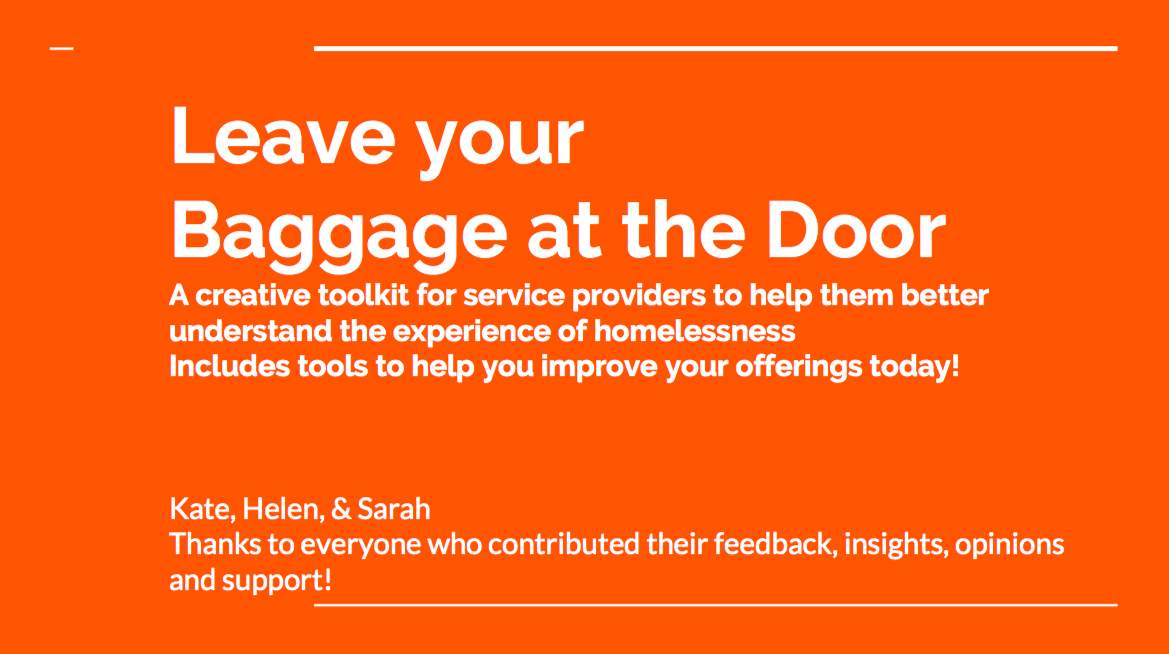 Leave your
Baggage at the Door
A creative toolkit for service providers to help them better
understand the experience of homelessness
Includes tools to help you improve your offerings today!
Kate, Helen, & Sarah
Thanks to everyone who contributed their feedback, insights, opinions
and support!